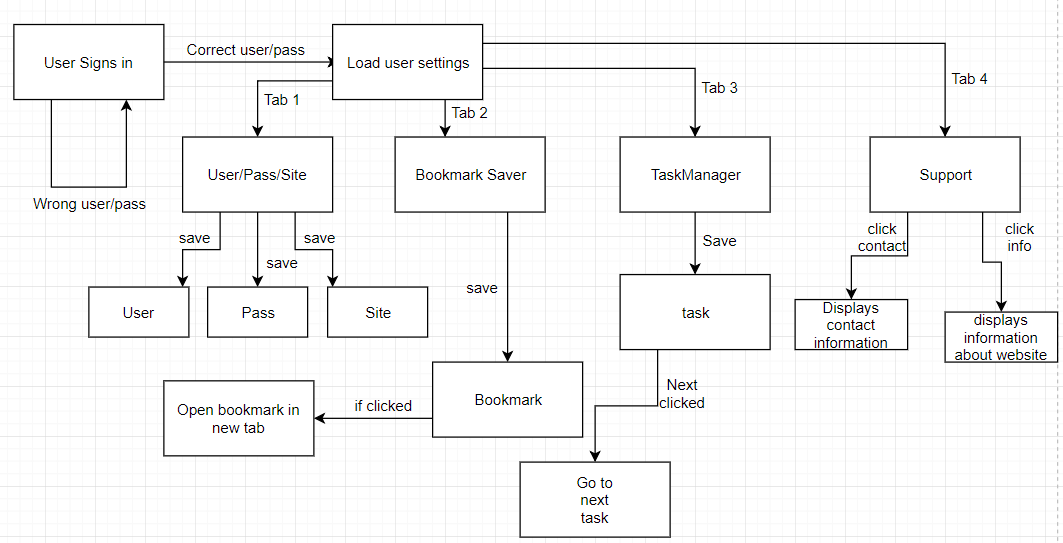 User Signs in
Correct user/pass
Load user settings
Wrong user/pass
Tab 1
Tab 2
Tab 3
Tab 4
User/Pass/Site
Bookmark Saver
TaskManager
Support
save
save
save
save
Save
click
contact
click
info
User
Pass
Site
task
Displays
contact
information
displays
information
about website
Open bookmark in
new tab
if clicked
Bookmark
Next
clicked
Go to
next
task